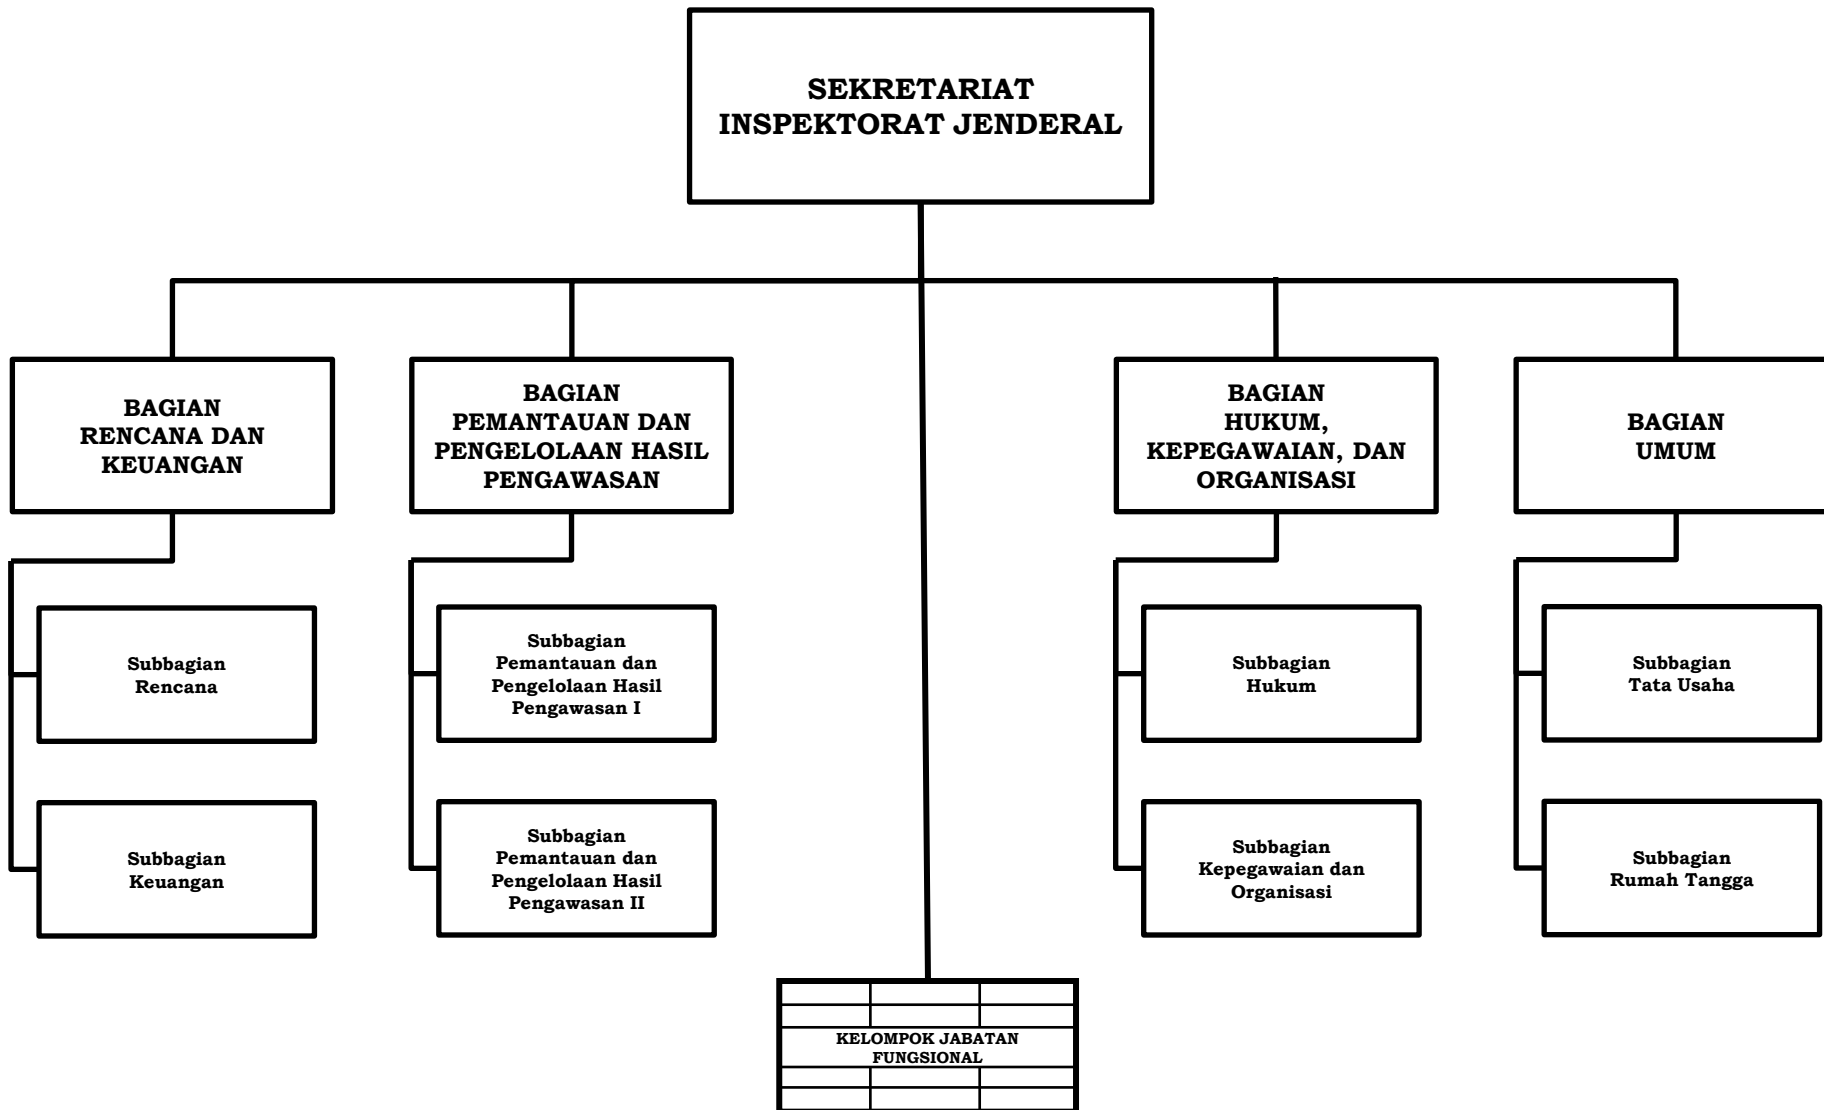 SEKRETARIAT
INSPEKTORAT JENDERAL
BAGIAN
RENCANA DAN
KEUANGAN
BAGIAN
PEMANTAUAN DAN
PENGELOLAAN HASIL
PENGAWASAN
BAGIAN
HUKUM,
KEPEGAWAIAN, DAN
ORGANISASI
BAGIAN
UMUM
Subbagian
Rencana
Subbagian
Pemantauan dan
Pengelolaan Hasil
Pengawasan I
Subbagian
Hukum
Subbagian
Tata Usaha
Subbagian
Keuangan
Subbagian
Pemantauan dan
Pengelolaan Hasil
Pengawasan II
Subbagian
Kepegawaian dan
Organisasi
Subbagian
Rumah Tangga
KELOMPOK JABATAN
FUNGSIONAL